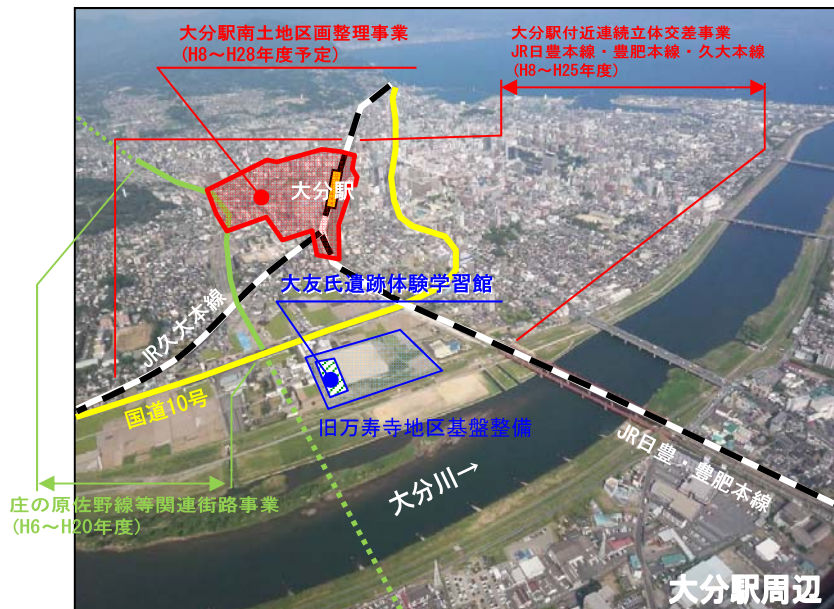 大分駅南土地区画整理事業
(H8～H28年度予定)
大分駅付近連続立体交差事業
JR日豊本線・豊肥本線・久大本線
(H8～H25年度)
大分駅
大友氏遺跡体験学習館
JR久大本線
国道10号
旧万寿寺地区基盤整備
JR日豊・豊肥本線
大分川→
庄の原佐野線等関連街路事業
(H6～H20年度)
大分駅周辺